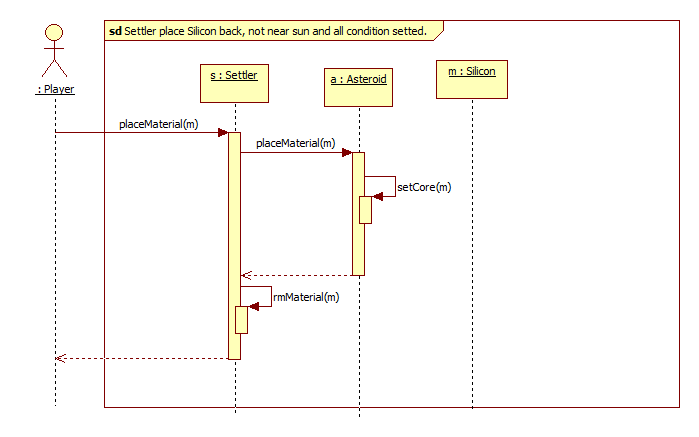 sd Settler place Silicon back, not near sun and all condition setted.
s : Settler
a : Asteroid
m : Silicon
: Player
placeMaterial(m)
placeMaterial(m)
setCore(m)
rmMaterial(m)